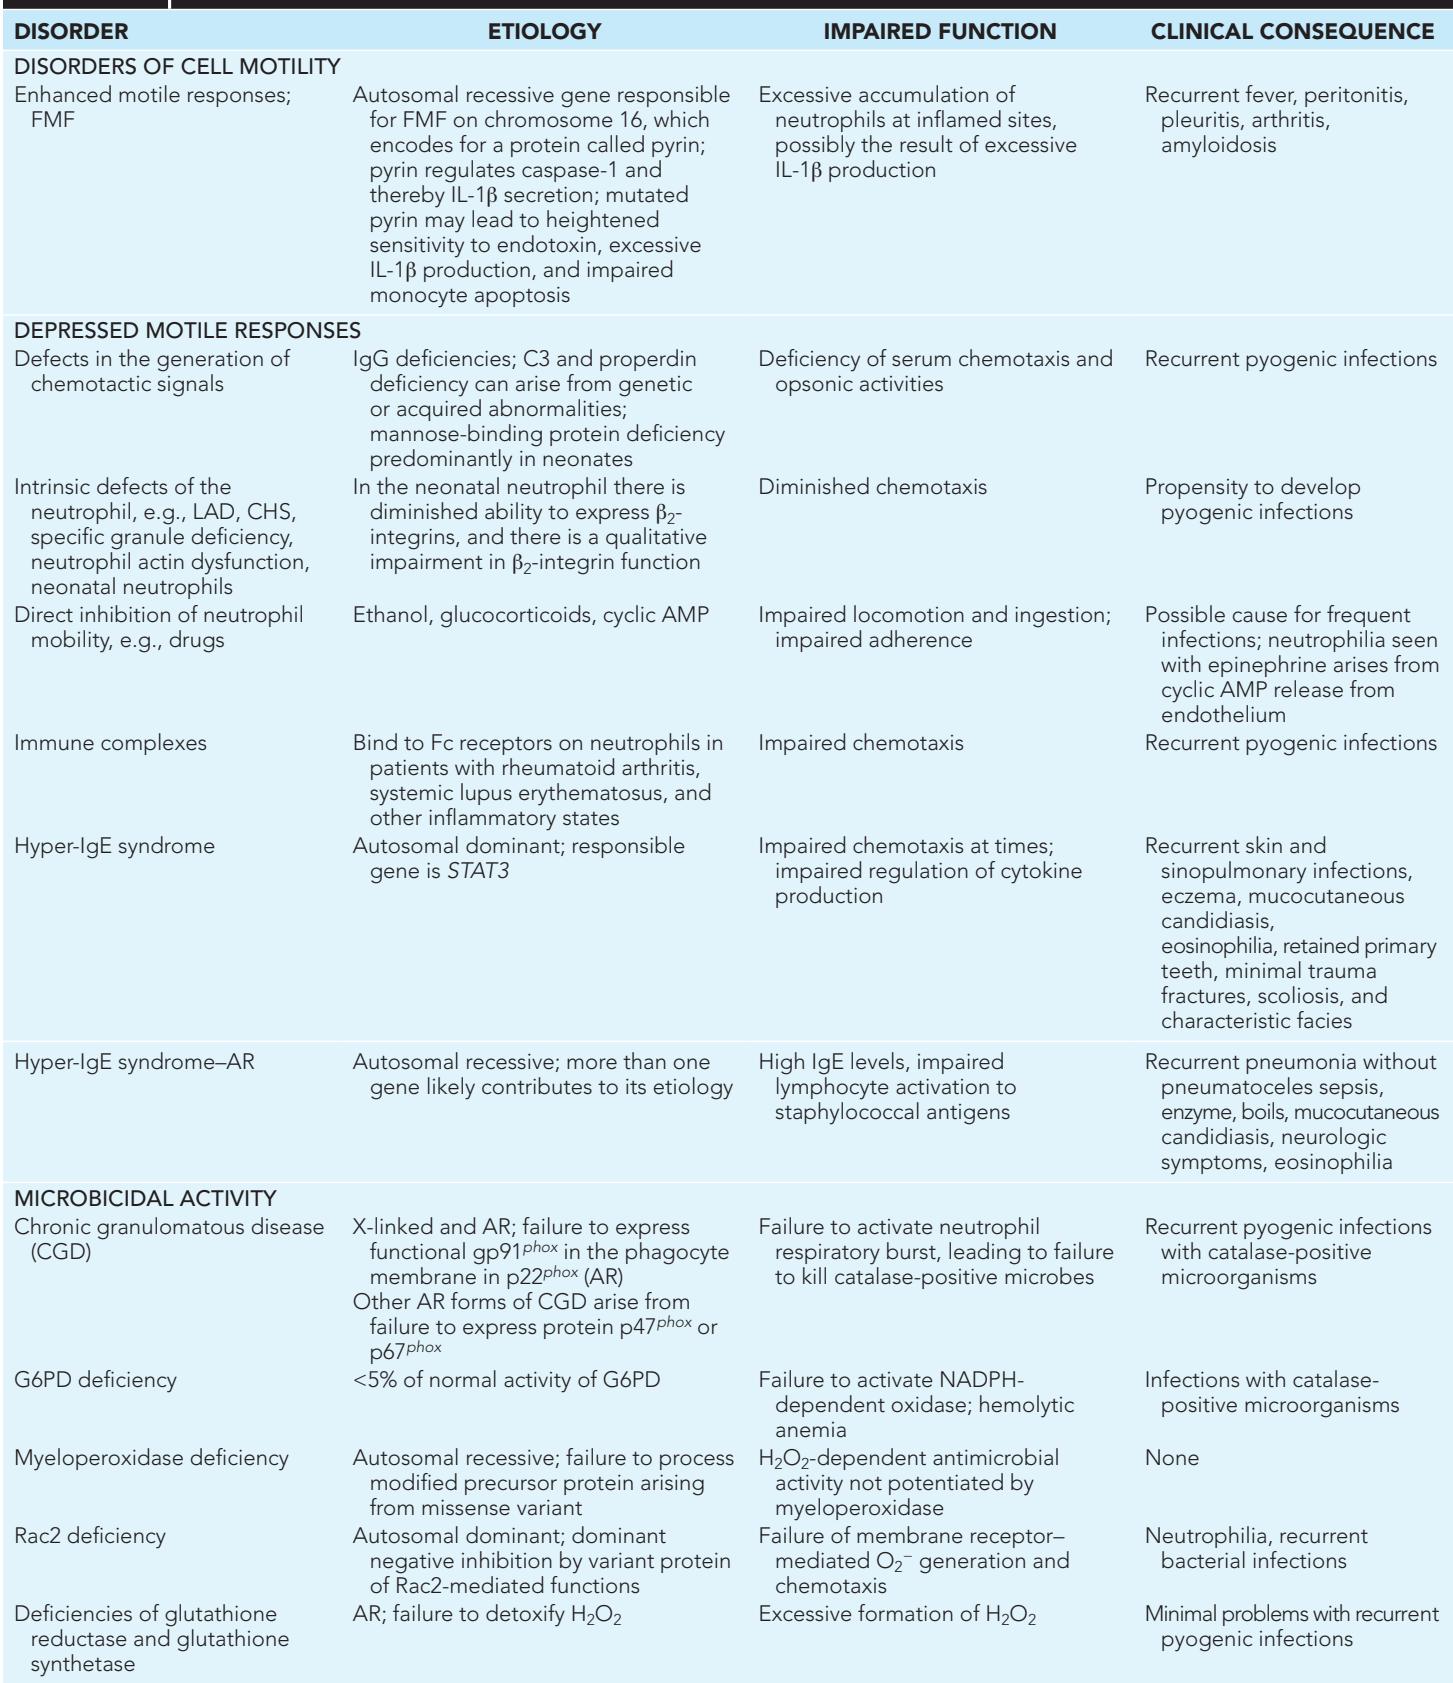 DISORDER ETIOLOGY IMPAIRED FUNCTION CLINICAL CONSEQUENCE
DISORDERS OF CELL MOTILITY
Enhanced motile responses;
FMF
Autosomal recessive gene responsible
for FMF on chromosome 16, which
encodes for a protein called pyrin;
pyrin regulates caspase-1 and
thereby IL-1β secretion; mutated
pyrin may lead to heightened
sensitivity to endotoxin, excessive
IL-1β production, and impaired
monocyte apoptosis
Excessive accumulation of
neutrophils at inflamed sites,
possibly the result of excessive
IL-1β production
Recurrent fever, peritonitis,
pleuritis, arthritis,
amyloidosis
DEPRESSED MOTILE RESPONSES
Defects in the generation of
chemotactic signals
IgG deficiencies; C3 and properdin
deficiency can arise from genetic
or acquired abnormalities;
mannose-binding protein deficiency
predominantly in neonates
Deficiency of serum chemotaxis and
opsonic activities
Recurrent pyogenic infections
Intrinsic defects of the
neutrophil, e.g., LAD, CHS,
specific granule deficiency,
neutrophil actin dysfunction,
neonatal neutrophils
In the neonatal neutrophil there is
diminished ability to express β2-
integrins, and there is a qualitative
impairment in β2-integrin function
Diminished chemotaxis
Propensity to develop
pyogenic infections
Direct inhibition of neutrophil
mobility, e.g., drugs
Ethanol, glucocorticoids, cyclic AMP
Impaired locomotion and ingestion;
impaired adherence
Possible cause for frequent
infections; neutrophilia seen
with epinephrine arises from
cyclic AMP release from
endothelium
Immune complexes
Bind to Fc receptors on neutrophils in
patients with rheumatoid arthritis,
systemic lupus erythematosus, and
other inflammatory states
Impaired chemotaxis
Recurrent pyogenic infections
Hyper-IgE syndrome
Autosomal dominant; responsible
gene is STAT3
Impaired chemotaxis at times;
impaired regulation of cytokine
production
Recurrent skin and
sinopulmonary infections,
eczema, mucocutaneous
candidiasis,
eosinophilia, retained primary
teeth, minimal trauma
fractures, scoliosis, and
characteristic facies
Hyper-IgE syndrome–AR
Autosomal recessive; more than one
gene likely contributes to its etiology
High IgE levels, impaired
lymphocyte activation to
staphylococcal antigens
Recurrent pneumonia without
pneumatoceles sepsis,
enzyme, boils, mucocutaneous
candidiasis, neurologic
symptoms, eosinophilia
MICROBICIDAL ACTIVITY
Chronic granulomatous disease
(CGD)
X-linked and AR; failure to express
functional gp91phox in the phagocyte
membrane in p22phox (AR)
Other AR forms of CGD arise from
failure to express protein p47phox or
p67phox
Failure to activate neutrophil
respiratory burst, leading to failure
to kill catalase-positive microbes
Recurrent pyogenic infections
with catalase-positive
microorganisms
G6PD deficiency
<5% of normal activity of G6PD
Failure to activate NADPH-
dependent oxidase; hemolytic
anemia
Infections with catalase-
positive microorganisms
Myeloperoxidase deficiency
Autosomal recessive; failure to process
modified precursor protein arising
from missense variant
H2O2-dependent antimicrobial
activity not potentiated by
myeloperoxidase
None
Rac2 deficiency
Autosomal dominant; dominant
negative inhibition by variant protein
of Rac2-mediated functions
Failure of membrane receptor–
mediated O2− generation and
chemotaxis
Neutrophilia, recurrent
bacterial infections
Deficiencies of glutathione
reductase and glutathione
synthetase
AR; failure to detoxify H2O2
Excessive formation of H2O2
Minimal problems with recurrent
pyogenic infections